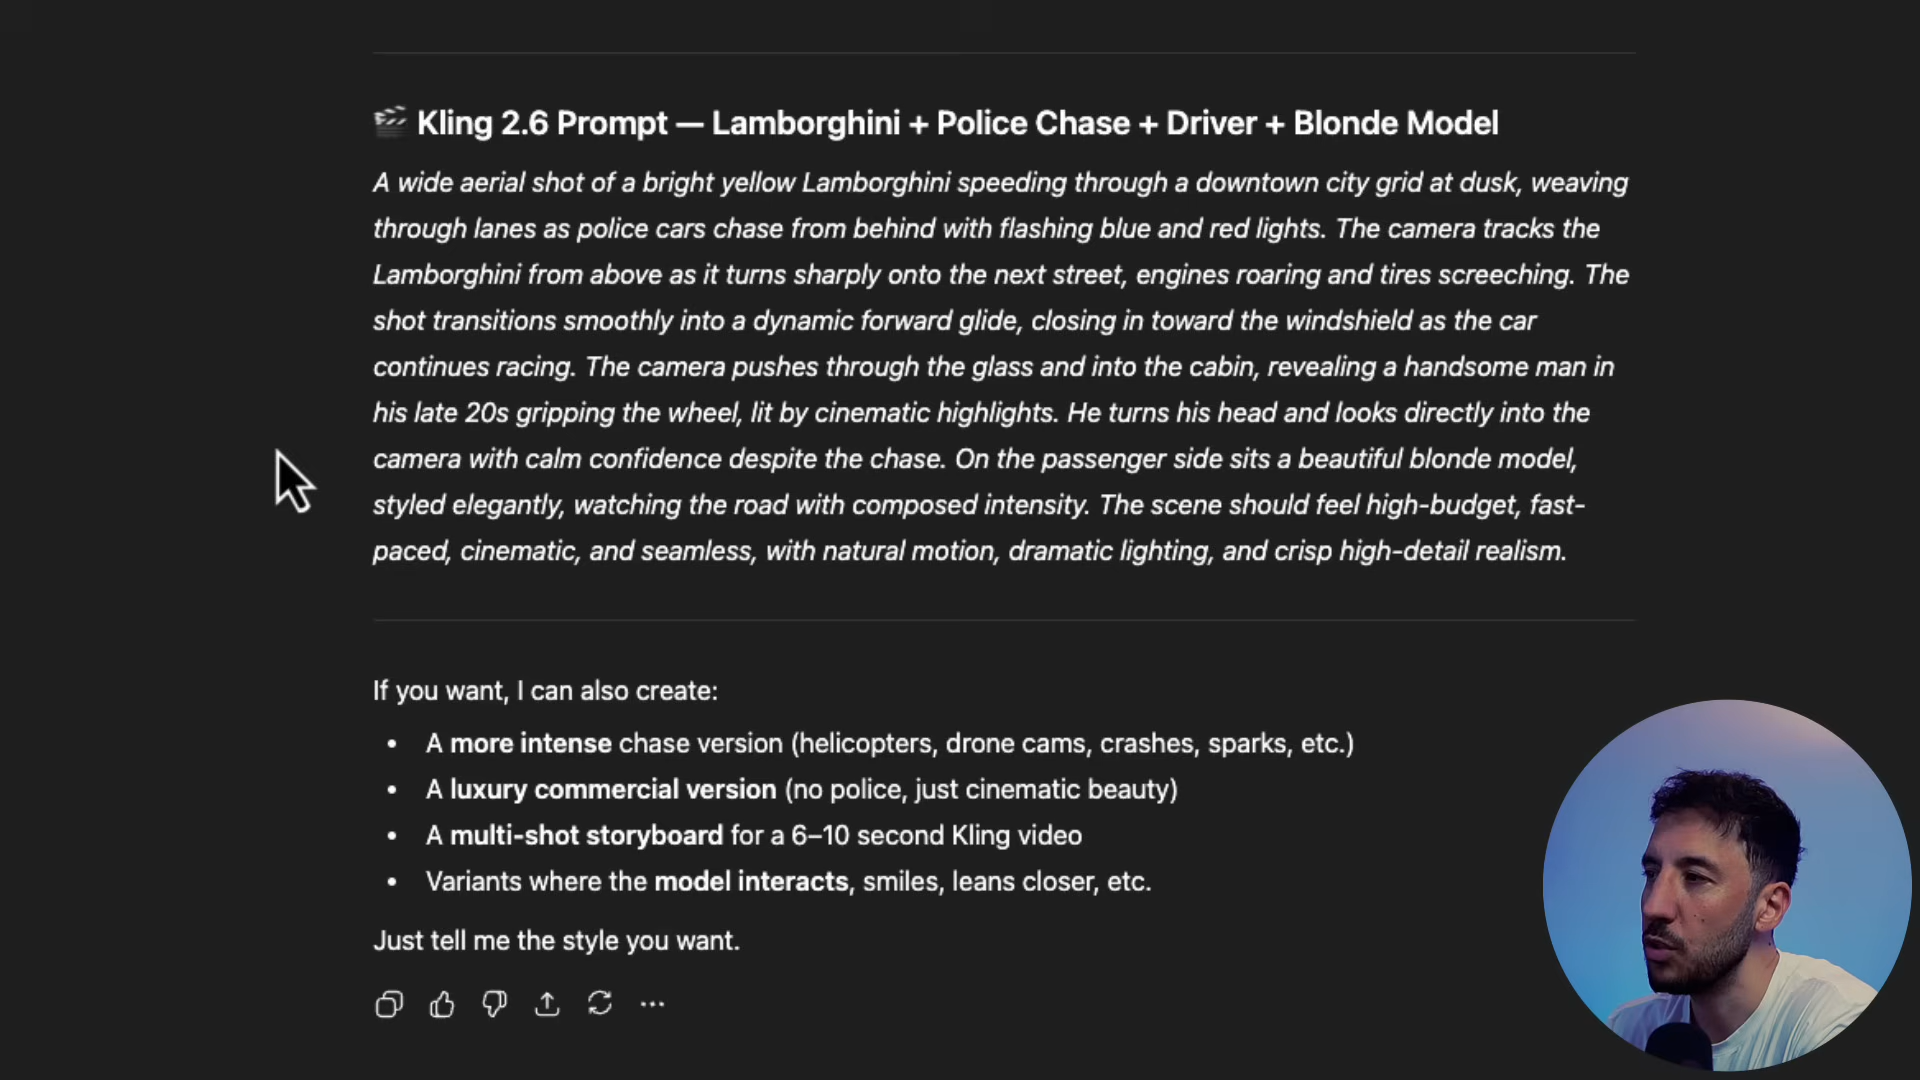 Kling 2.6 Prompt — Lamborghini + Police Chase + Driver + Blonde Model
A wide aerial shot of a bright yellow Lamborghini speeding through a downtown city grid at dusk, weaving
through lanes as police cars chase from behind with flashing blue and red lights. The camera tracks the
Lamborghini from above as it turns sharply onto the next street, engines roaring and tires screeching. The
shot transitions smoothly into a dynamic forward glide, closing in toward the windshield as the car
continues racing. The camera pushes through the glass and into the cabin, revealing a handsome man in
his late 20s gripping the wheel, lit by cinematic highlights. He turns his head and looks directly into the
camera with calm confidence despite the chase. On the passenger side sits a beautiful blonde model,
styled elegantly, watching the road with composed intensity. The scene should feel high-budget, fast-
paced, cinematic, and seamless, with natural motion, dramatic lighting, and crisp high-detail realism.
If you want, I can also create:
• A more intense chase version (helicopters, drone cams, crashes, sparks, etc.)
• A luxury commercial version (no police, just cinematic beauty)
• A multi-shot storyboard for a 6–10 second Kling video
• Variants where the model interacts, smiles, leans closer, etc.
Just tell me the style you want.